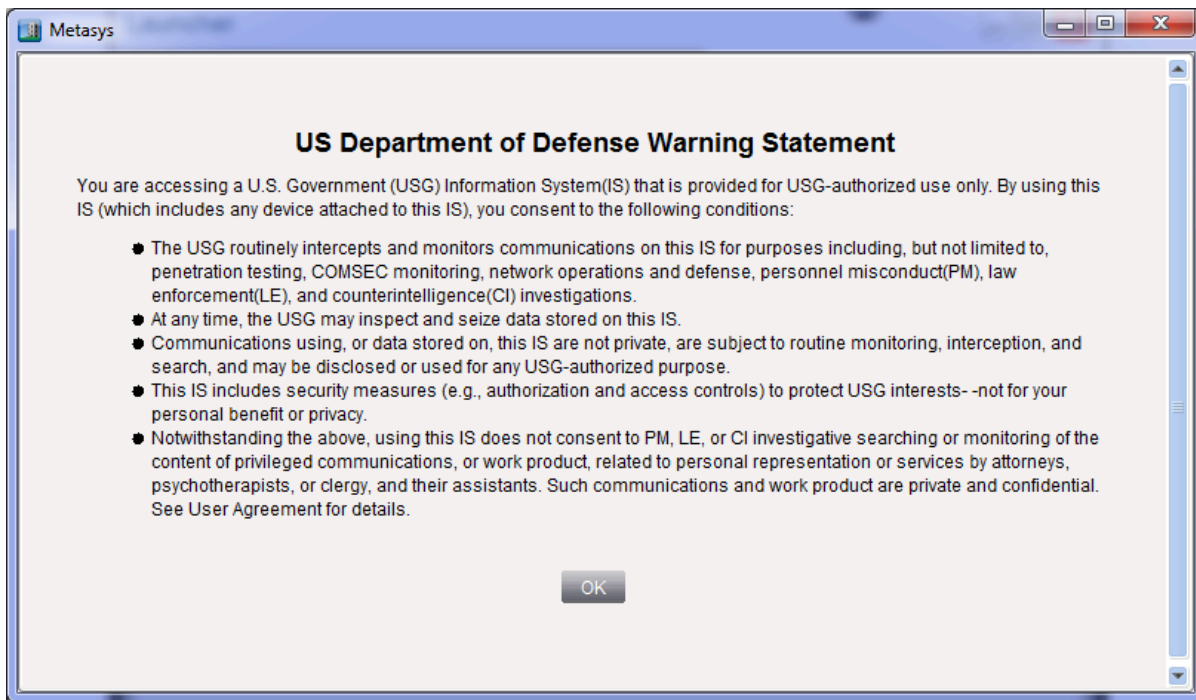 Metasys
US Department of Defense Warning Statement
You are accessing a U.S. Government (USG) Information System(IS) that is provided for USG-authorized use only. By using this
IS (which includes any device attached to this IS), you consent to the following conditions:
The USG routinely intercepts and monitors communications on this IS for purposes including, but not limited to,
penetration testing, COMSEC monitoring, network operations and defense, personnel misconduct(PM), law
enforcement(LE), and counterintelligence(CI) investigations.
At any time, the USG may inspect and seize data stored on this IS.
Communications using, or data stored on, this IS are not private, are subject to routine monitoring, interception, and
search, and may be disclosed or used for any USG-authorized purpose.
This IS includes security measures (e.g., authorization and access controls) to protect USG interests- -not for your
personal benefit or privacy.
Notwithstanding the above, using this IS does not consent to PM, LE, or CI investigative searching or monitoring of the
content of privileged communications, or work product, related to personal representation or services by attorneys,
psychotherapists, or clergy, and their assistants. Such communications and work product are private and confidential.
See User Agreement for details.
OK